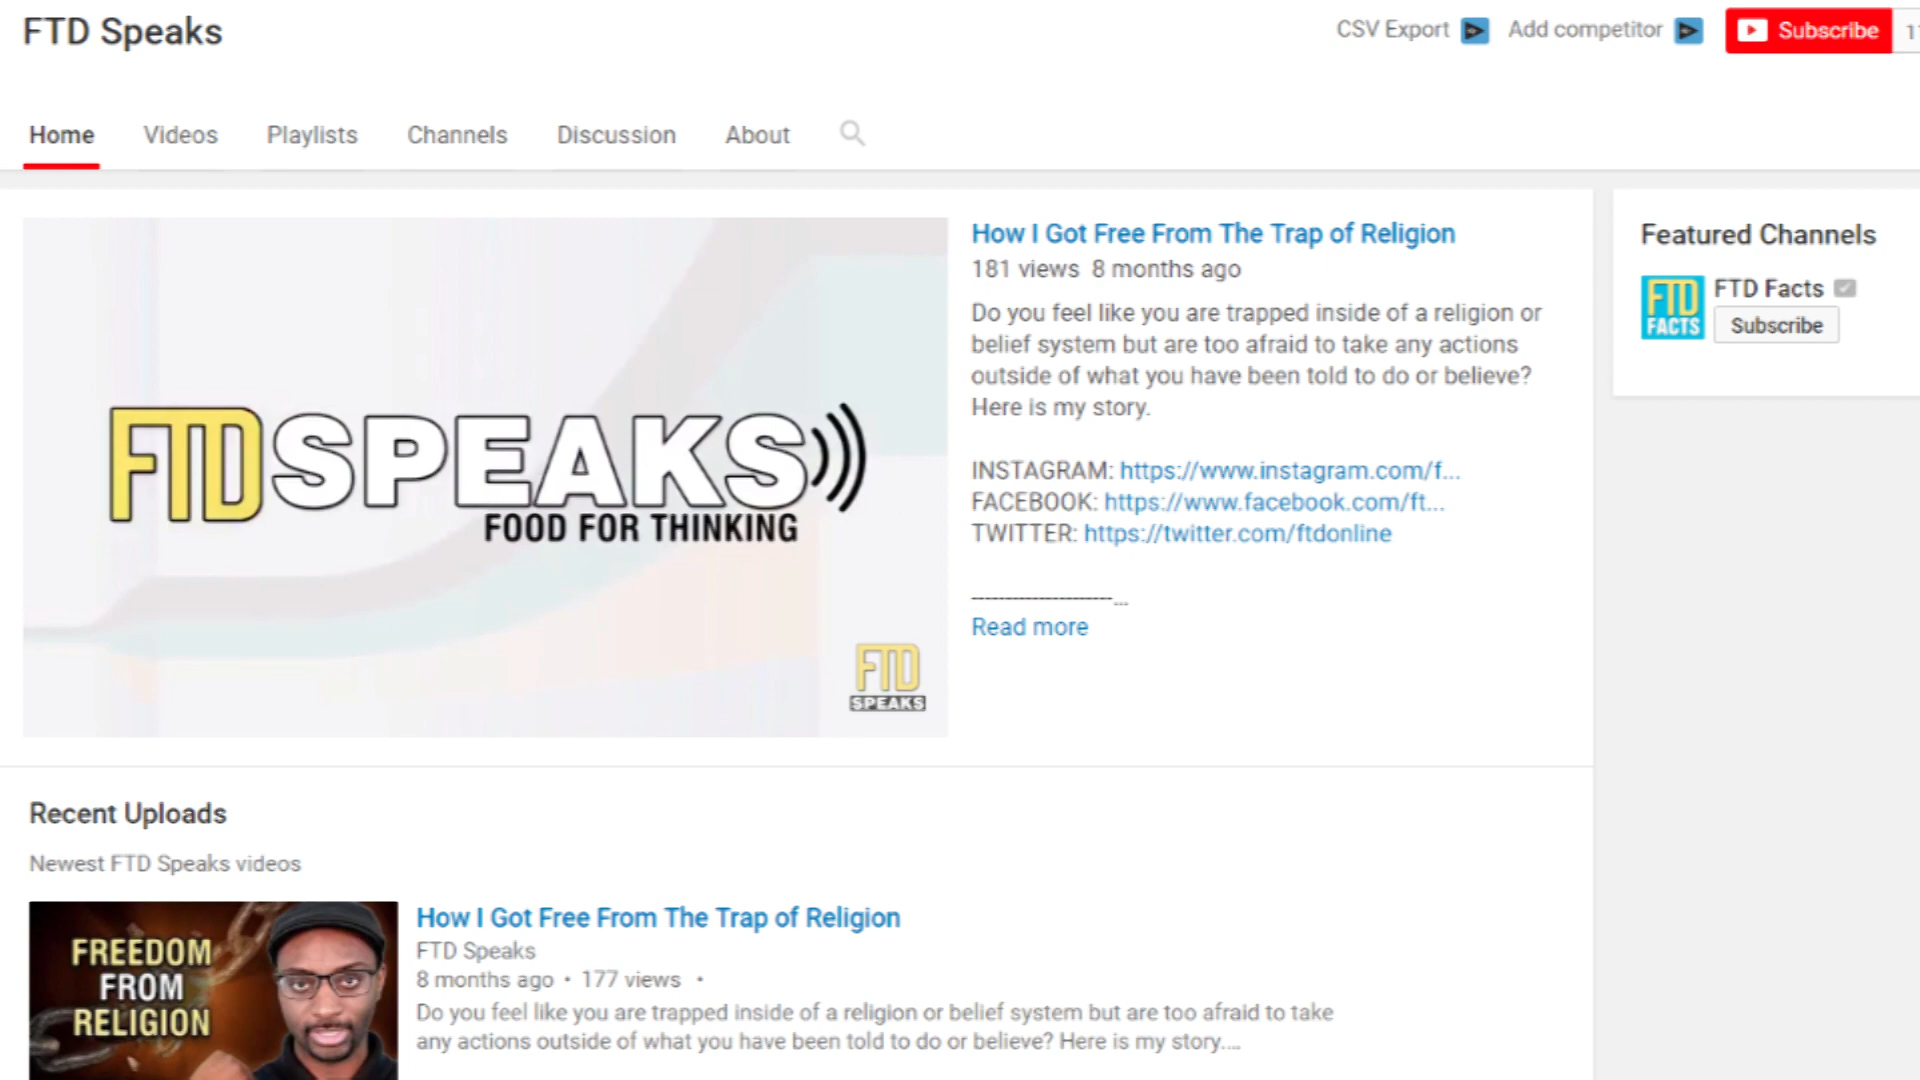 FTD Speaks
CSV Export
Add competitor
Subscribe
Home
Videos
Playlists
Channels
Discussion
About
FTD SPEAKS
FOOD FOR THINKING
FTD
SPEAKS
How I Got Free From The Trap of Religion
181 views 8 months ago
Do you feel like you are trapped inside of a religion or
belief system but are too afraid to take any actions
outside of what you have been told to do or believe?
Here is my story.
INSTAGRAM: https://www.instagram.com/f...
FACEBOOK: https://www.facebook.com/ft...
TWITTER: https://twitter.com/ftdonline
----------------------...
Read more
Featured Channels
FTD
FACTS
FTD Facts
Subscribe
Recent Uploads
Newest FTD Speaks videos
FREEDOM
FROM
RELIGION
How I Got Free From The Trap of Religion
FTD Speaks
8 months ago • 177 views •
Do you feel like you are trapped inside of a religion or belief system but are too afraid to take
any actions outside of what you have been told to do or believe? Here is my story....